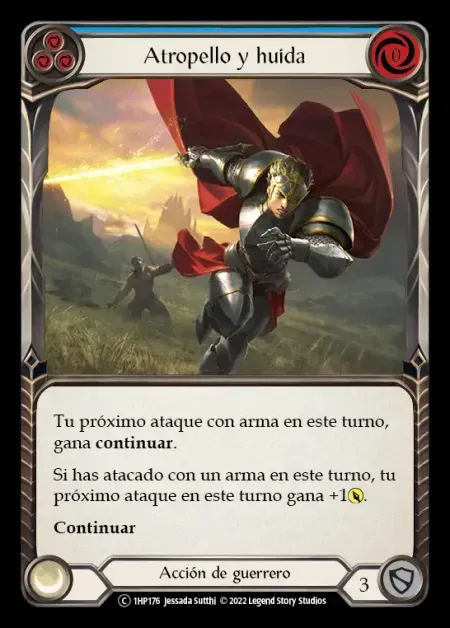 Atropello y huida
0
Tu próximo ataque con arma en este turno,
gana continuar.
Si has atacado con un arma en este turno, tu
próximo ataque en este turno gana +1.
Continuar
Acción de guerrero
3
C 1HP176 Jessada Sutthi © 2022 Legend Story Studios